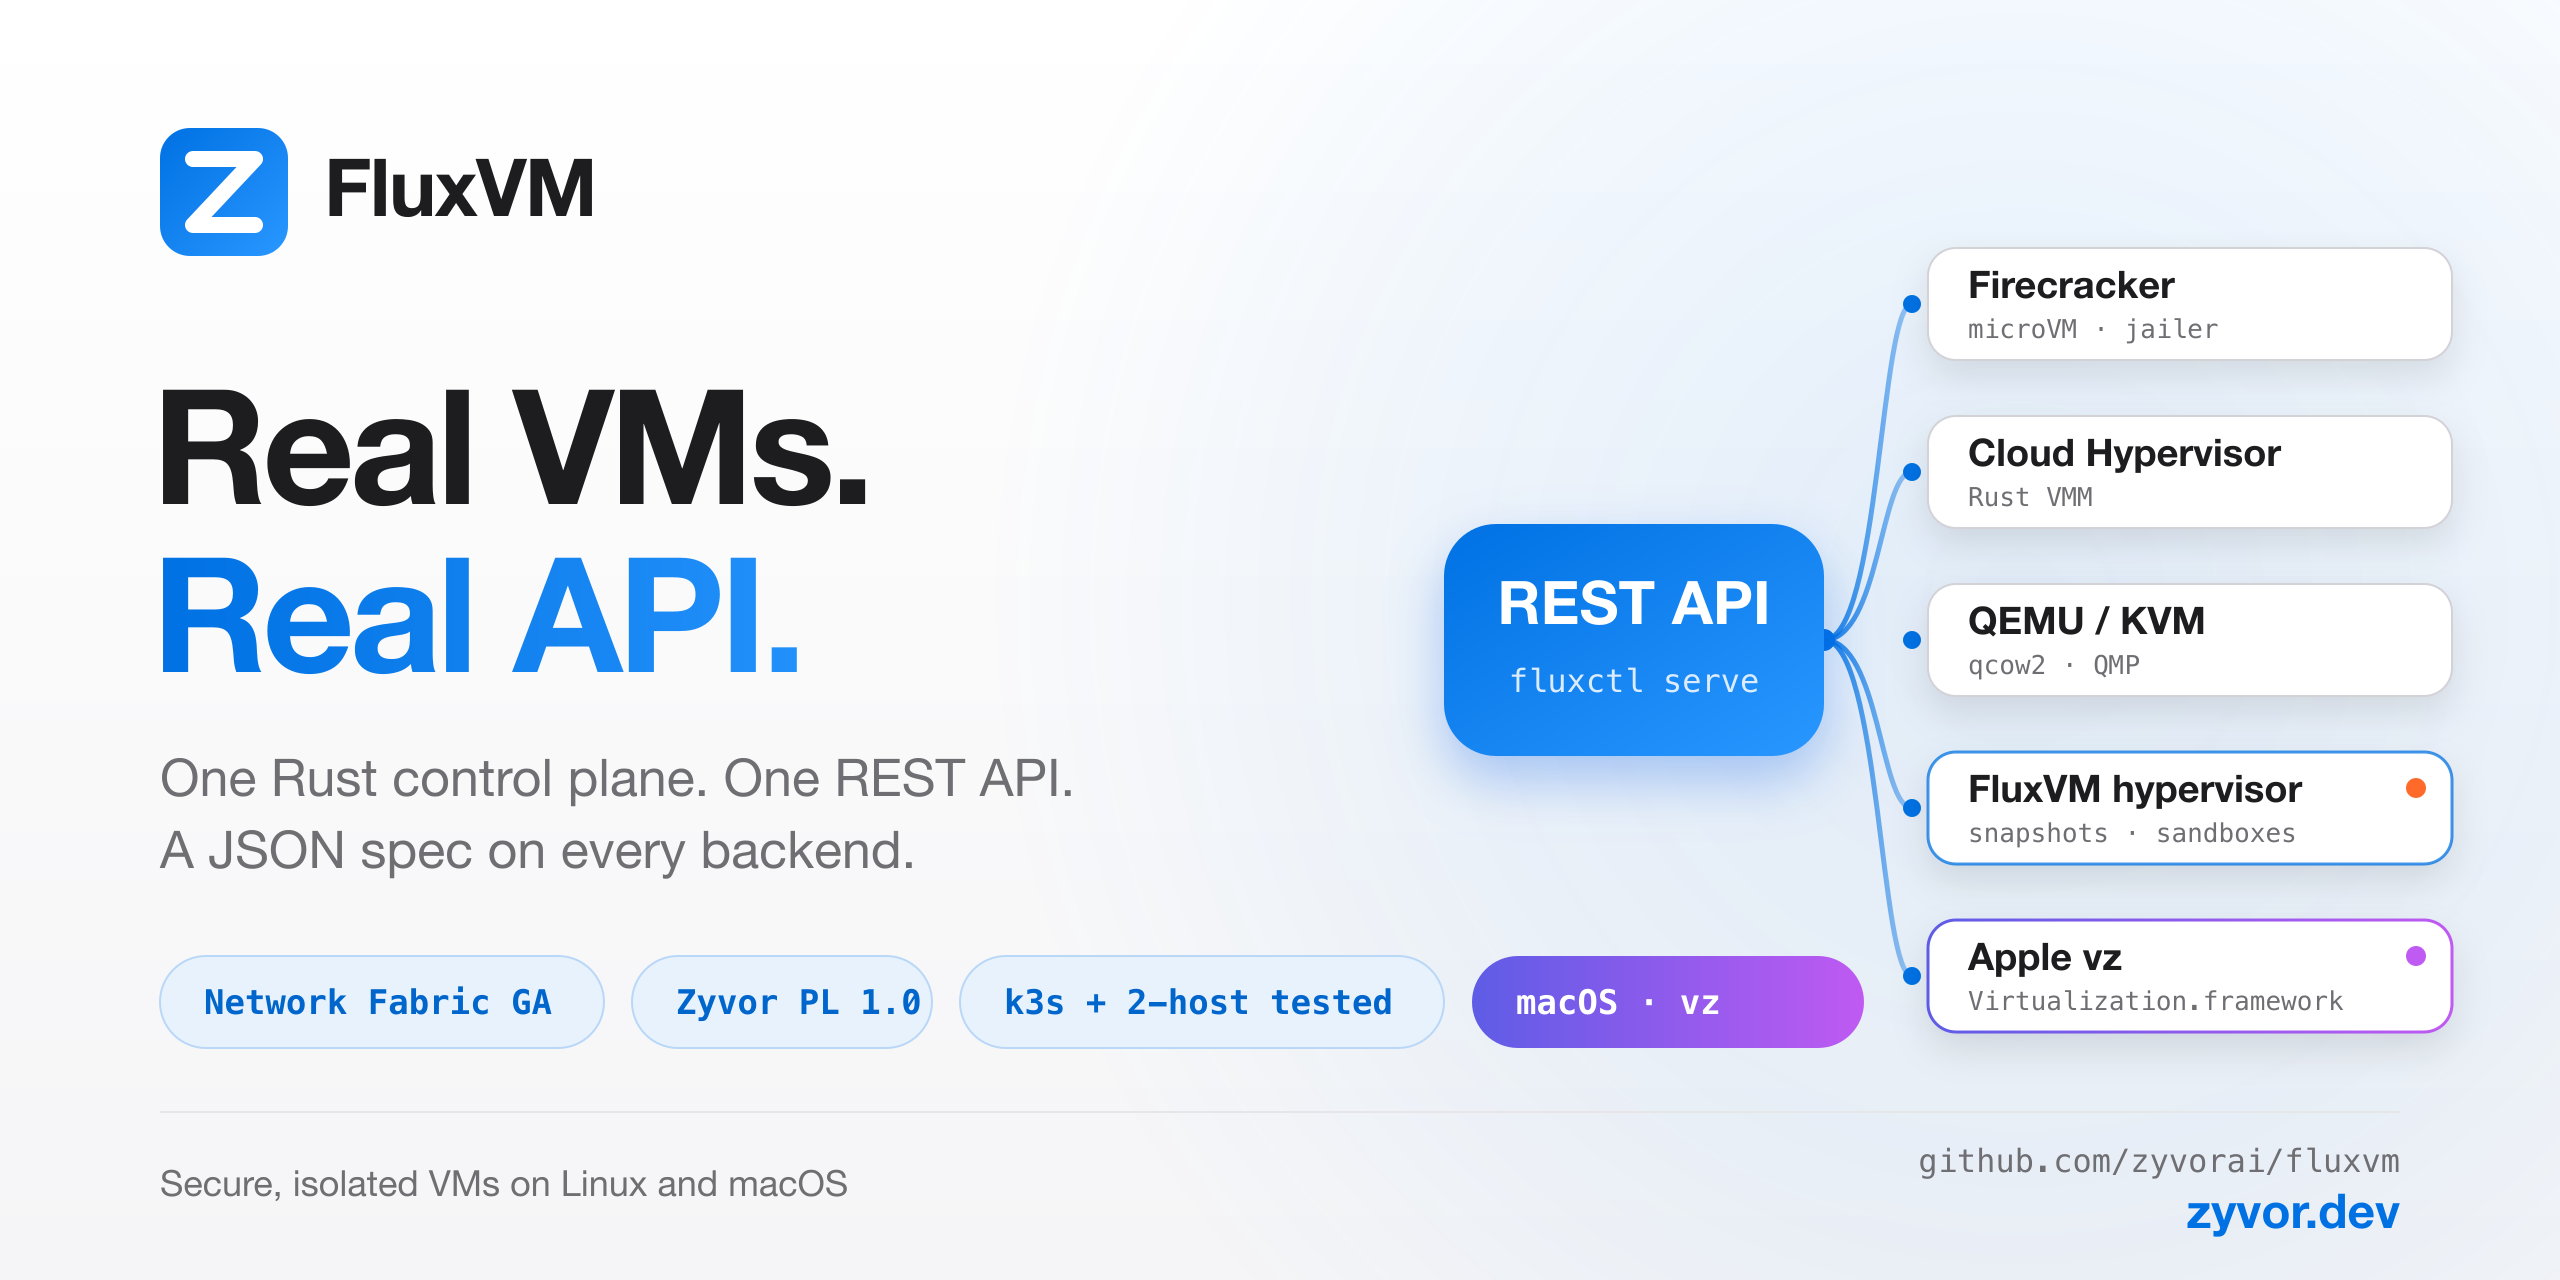 FluxVM
Real VMs.
Real API.
One Rust control plane. One REST API.
A JSON spec on every backend.
Network Fabric GA
Zyvor PL 1.0
k3s + 2-host tested
macOS · vz
REST API
fluxctl serve
Firecracker
microVM · jailer
Cloud Hypervisor
Rust VMM
QEMU / KVM
qcow2 · QMP
FluxVM hypervisor
snapshots · sandboxes
Apple vz
Virtualization.framework
Secure, isolated VMs on Linux and macOS
github.com/zyvorai/fluxvm
zyvor.dev